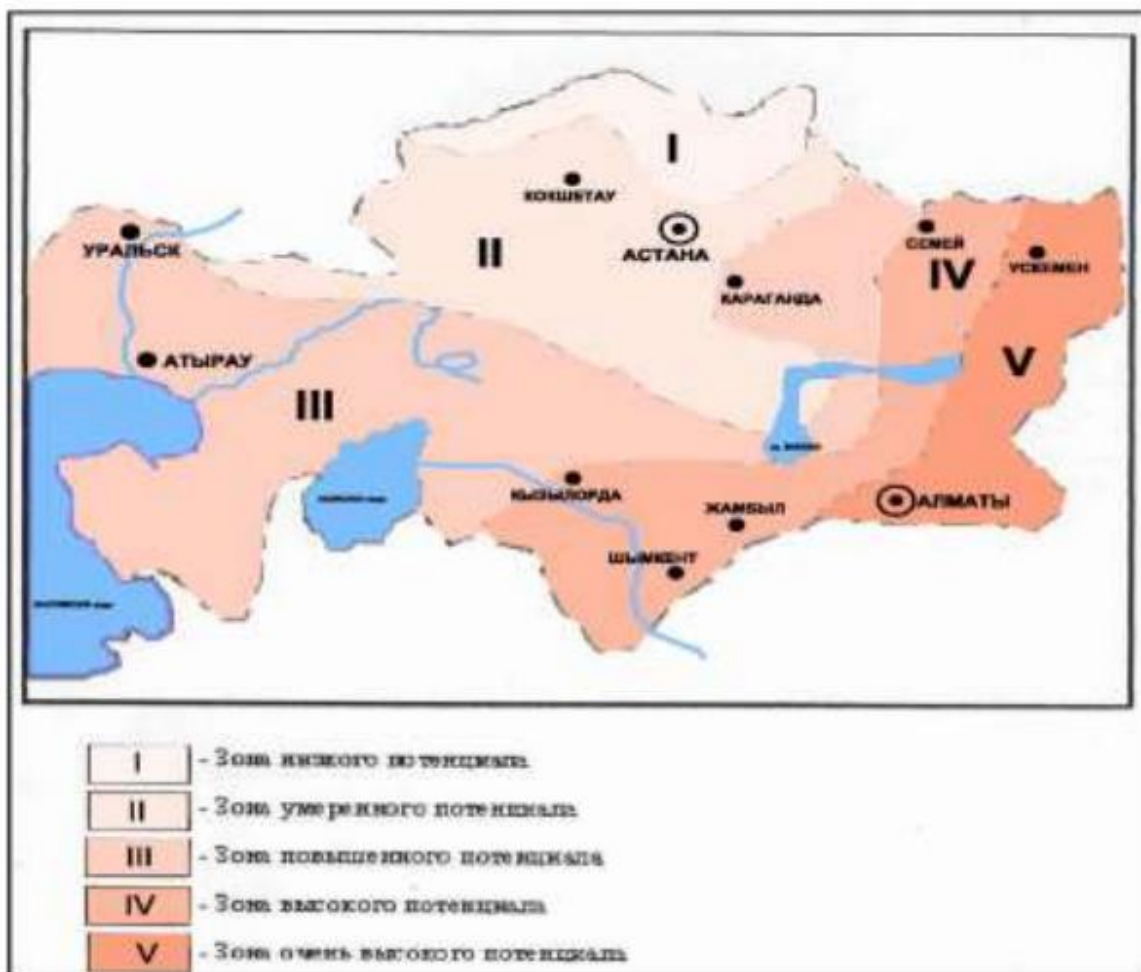 I
КОКШЕТАУ
УРАЛЬСК
II
АСТАНА
СЕМЕЙ
IV
УСКЕМЕН
КАРАГАНДА
АТЫРАУ
V
III
КЫЗЫЛОРДА
ЖАМБЫЛ
АЛМАТЫ
ШЫМКЕНТ
I - Зона низкого потенциала
II - Зона умеренного потенциала
III - Зона повышенного потенциала
IV - Зона высокого потенциала
V - Зона очень высокого потенциала